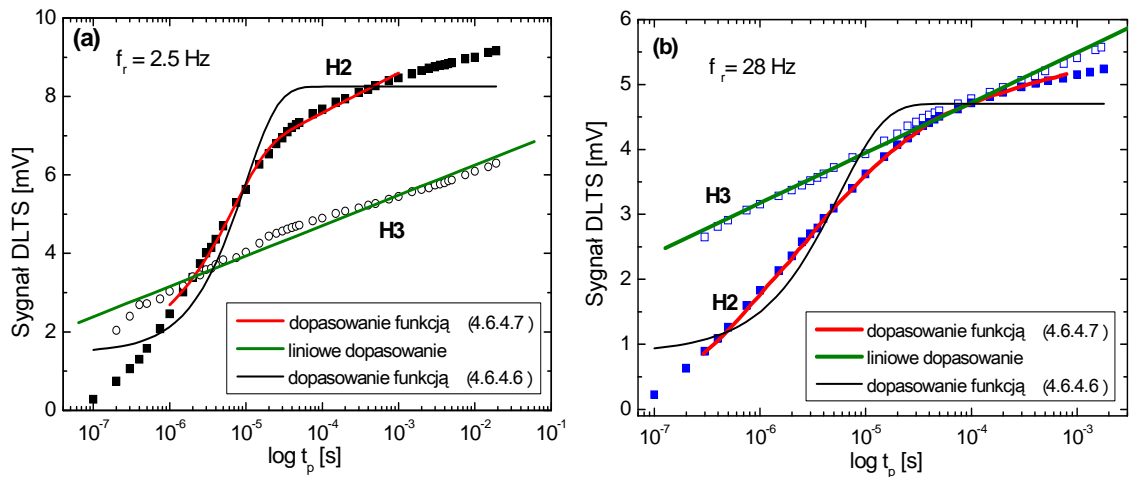 (a)
f_r = 2.5 Hz
H2
H3
dopasowanie funkcją (4.6.4.7 )
liniowe dopasowanie
dopasowanie funkcją (4.6.4.6 )
Sygnał DLTS [mV]
10
8
6
4
2
0
10^-7 10^-6 10^-5 10^-4 10^-3 10^-2 10^-1
log t_p [s]
(b)
f_r = 28 Hz
H3
H2
dopasowanie funkcją (4.6.4.7)
liniowe dopasowanie
dopasowanie funkcją (4.6.4.6 )
Sygnał DLTS [mV]
6
5
4
3
2
1
0
10^-7 10^-6 10^-5 10^-4 10^-3
log t_p [s]